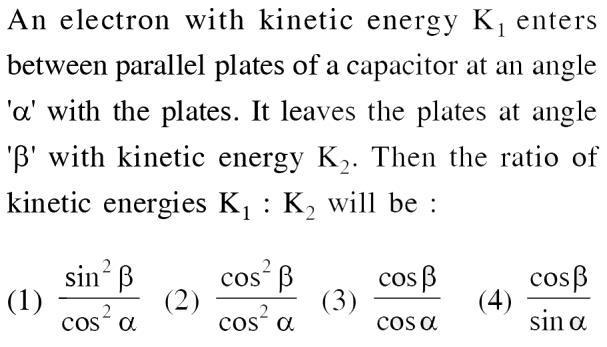 An electron with kinetic energy K₁ enters
between parallel plates of a capacitor at an angle
'α' with the plates. It leaves the plates at angle
'β' with kinetic energy K₂. Then the ratio of
kinetic energies K₁ : K₂ will be :
(1) sin² β / cos² α (2) cos² β / cos² α (3) cos β / cos α (4) cos β / sin α